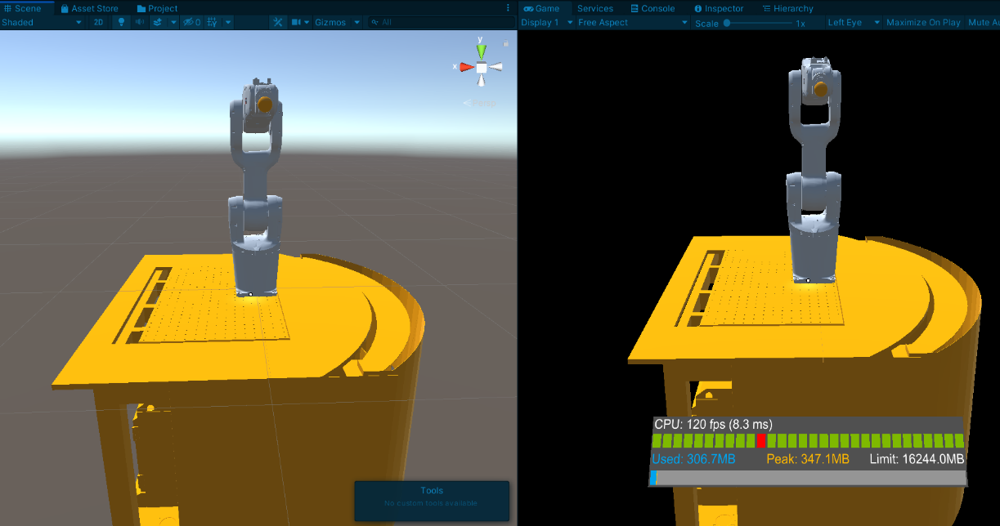 Scene Asset Store Project
Shaded 2D 0 Gizmos All
y
x
Persp
Tools
No custom tools available
Game Services Console Inspector Hierarchy
Display 1 Free Aspect Scale 1x Left Eye Maximize On Play Mute Au
CPU: 120 fps (8.3 ms)
Used: 306.7MB Peak: 347.1MB Limit: 16244.0MB